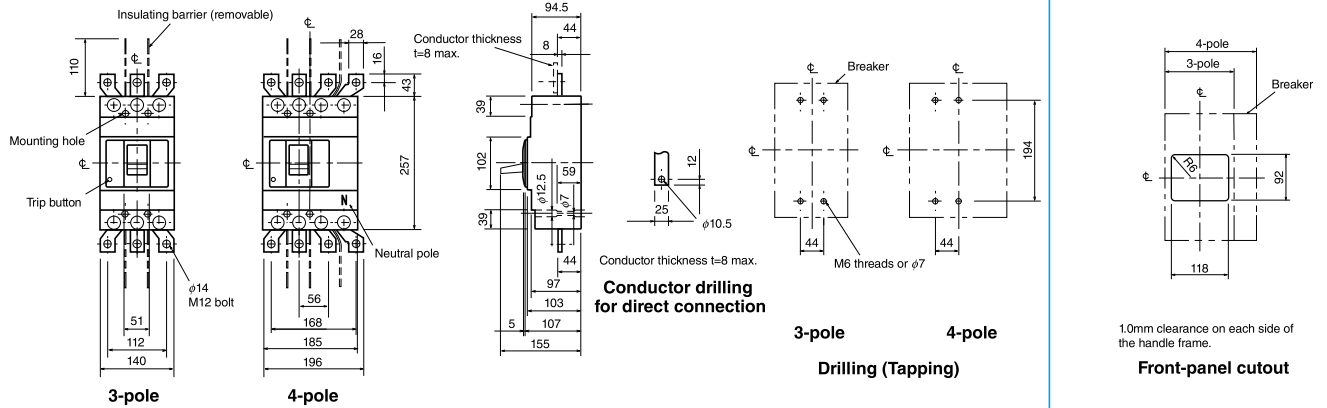 Insulating barrier (removable)
℄
110
℄
Mounting hole
℄
Trip button
φ14
M12 bolt
51
112
140
3-pole
℄
28
16
43
℄
257
N
Neutral pole
56
168
185
196
4-pole
94.5
44
8
Conductor thickness
t=8 max.
39
102
59
φ12.5
φ7
39
44
97
103
5
107
155
12
25
φ10.5
Conductor thickness t=8 max.
Conductor drilling
for direct connection
℄
Breaker
℄
44
M6 threads or φ7
3-pole
℄
℄
194
44
4-pole
Drilling (Tapping)
4-pole
3-pole
℄
Breaker
R6
℄
92
118
1.0mm clearance on each side of
the handle frame.
Front-panel cutout